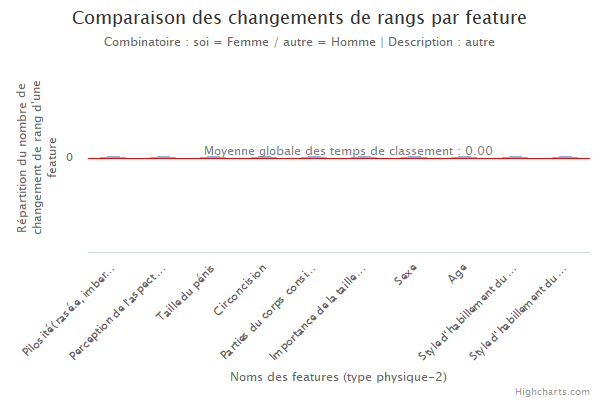 Comparaison des changements de rangs par feature
Combinatoire : soi = Femme / autre = Homme | Description : autre
Répartition du nombre de
changement de rang d'une
feature
0
Moyenne globale des temps de classement : 0.00
Pilosité (rasée, imber…
Perception de l'aspect…
Taille du pénis
Circoncision
Parties du corps consi…
Importance de la taille…
Sexe
Age
Style d'habillement du …
Style d'habillement du …
Noms des features (type physique-2)
Highcharts.com